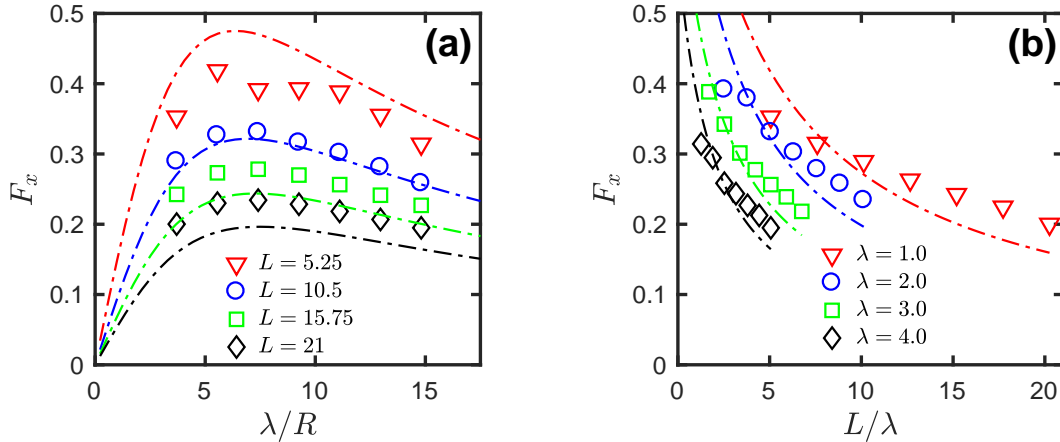 (a)
F_x
0.5
0.4
0.3
0.2
0.1
0
L = 5.25
L = 10.5
L = 15.75
L = 21
0 5 10 15
λ/R
(b)
F_x
0.5
0.4
0.3
0.2
0.1
0
λ = 1.0
λ = 2.0
λ = 3.0
λ = 4.0
0 5 10 15 20
L/λ